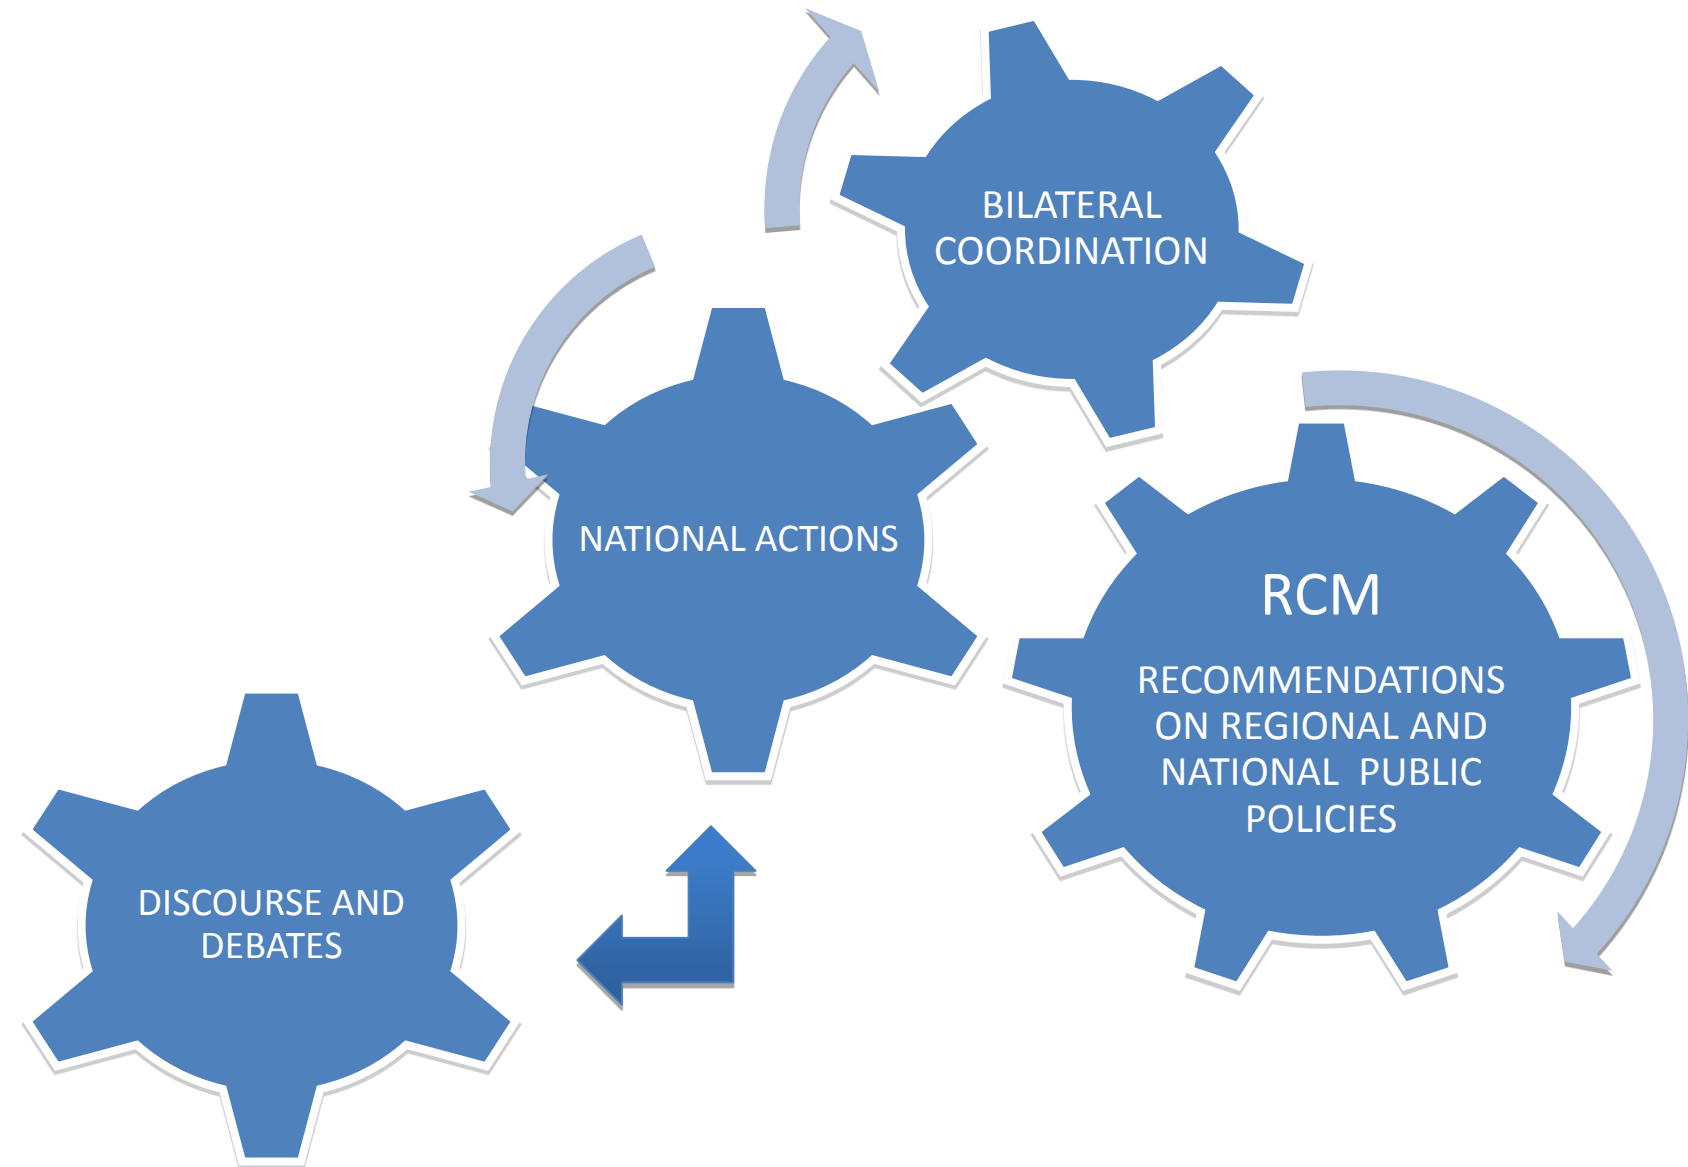 BILATERAL
COORDINATION
NATIONAL ACTIONS
RCM
RECOMMENDATIONS
ON REGIONAL AND
NATIONAL  PUBLIC
POLICIES
DISCOURSE AND
DEBATES